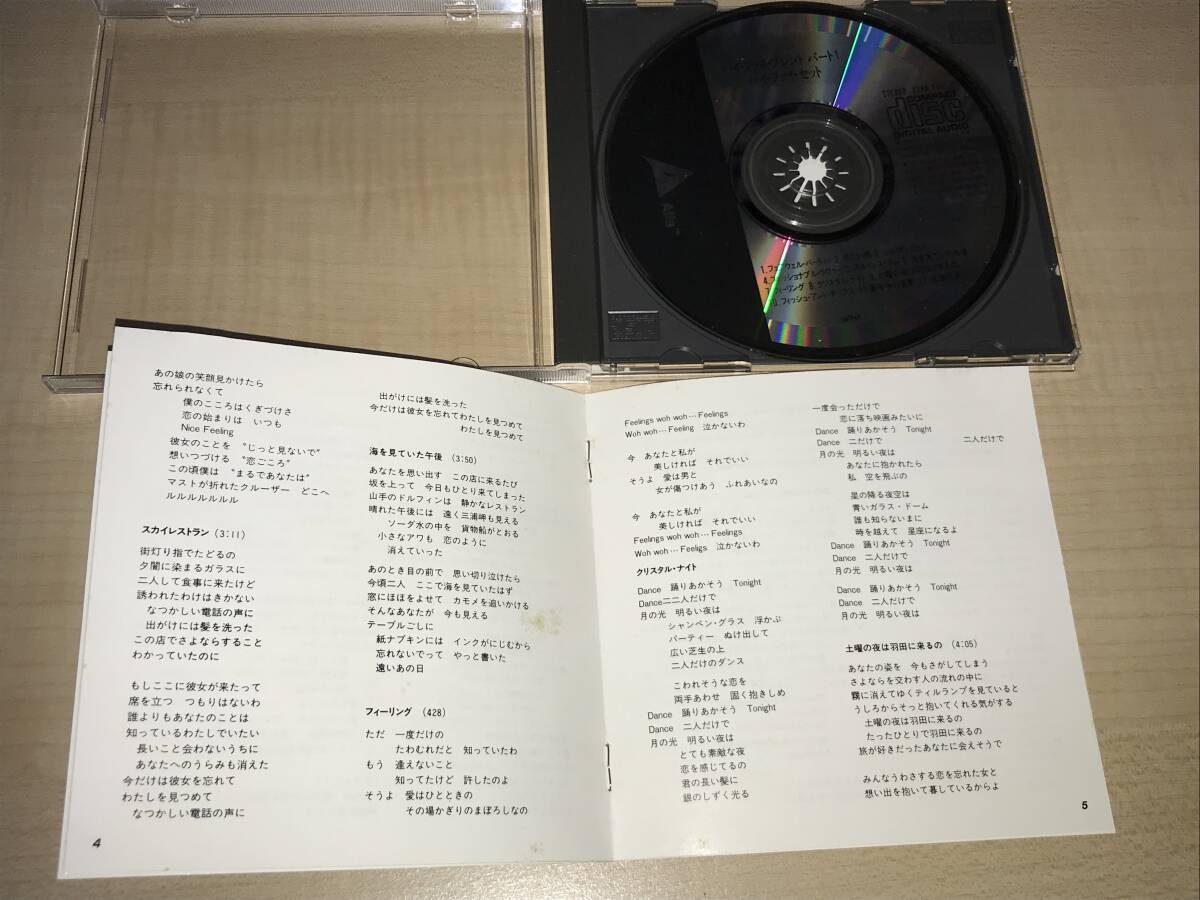 パート1
disc
DIGITAL AUDIO
Alfa
あの娘の笑顔見かけたら
忘れられなくて
僕のこころはくぎづけさ
恋の始まりは いつも
Nice Feeling
彼女のことを “じっと見ないで”
想いつづける “恋ごころ”
この頃僕は “まるであなたは”
マストが折れたクルーザー どこへ
ルルルルルルル
スカイレストラン (3:11)
街灯り指でたどるの
夕闇に染まるガラスに
二人して食事に来たけど
誘われたわけはきかない
なつかしい電話の声に
出がけには髪を洗った
この店でさよならすること
わかっていたのに
もしここに彼女が来たって
席を立つ つもりはないわ
誰よりもあなたのことは
知っているわたしでいたい
長いこと会わないうちに
あなたへのうらみも消えた
今だけは彼女を忘れて
わたしを見つめて
なつかしい電話の声に
4
出がけには髪を洗った
今だけは彼女を忘れてわたしを見つめて
わたしを見つめて
海を見ていた午後 (3:50)
あなたを思い出す この店に来るたび
坂を上って 今日もひとり来てしまった
山手のドルフィンは 静かなレストラン
晴れた午後には 遠く三浦岬も見える
ソーダ水の中を 貨物船がとおる
小さなアワも 恋のように
消えていった
あのとき目の前で 思い切り泣けたら
今頃二人 ここで海を見ていたはず
窓にほほをよせて カモメを追いかける
そんなあなたが 今も見える
テーブルごしに
紙ナプキンには インクがにじむから
忘れないでって やっと書いた
遠いあの日
フィーリング (428)
ただ 一度だけの
たわむれだと 知っていたわ
もう 逢えないこと
知ってたけど 許したのよ
そうよ 愛はひとときの
その場かぎりのまぼろしなの
Feelings woh woh… Feelings
Woh woh… Feeling 泣かないわ
今 あなたと私が
美しければ それでいい
そうよ 愛は男と
女が傷つけあう ふれあいなの
今 あなたと私が
美しければ それでいい
Feelings woh woh… Feelings
Woh woh… Feeligs 泣かないわ
クリスタル・ナイト
Dance 踊りあかそう Tonight
Dance二二人だけで
月の光 明るい夜は
シャンペン・グラス 浮かぶ
パーティー ぬけ出して
広い芝生の上
二人だけのダンス
こわれそうな恋を
両手あわせ 固く抱きしめ
Dance 踊りあかそう Tonight
Dance 二人だけで
月の光 明るい夜は
とても素敵な夜
恋を感じてるの
君の長い髪に
銀のしずく光る
一度会っただけで
恋に落ち映画みたいに
Dance 踊りあかそう Tonight
Dance 二だけで 二人だけで
月の光 明るい夜は
あなたに抱かれたら
私 空を飛ぶの
星の降る夜空は
青いガラス・ドーム
誰も知らないまに
時を越えて 星座になるよ
Dance 踊りあかそう Tonight
Dance 二人だけで
月の光 明るい夜は
Dance 踊りあかそう Tonight
Dance 二人だけで
月の光 明るい夜は
土曜の夜は羽田に来るの (4:05)
あなたの姿を 今もさがしてしまう
さよならを交わす人の流れの中に
霧に消えてゆくティルランプを見ていると
うしろからそっと抱いてくれる気がする
土曜の夜は羽田に来るの
たったひとりで羽田に来るの
旅が好きだったあなたに会えそうで
みんなうわさする恋を忘れた女と
想い出を抱いて暮しているからよ
5